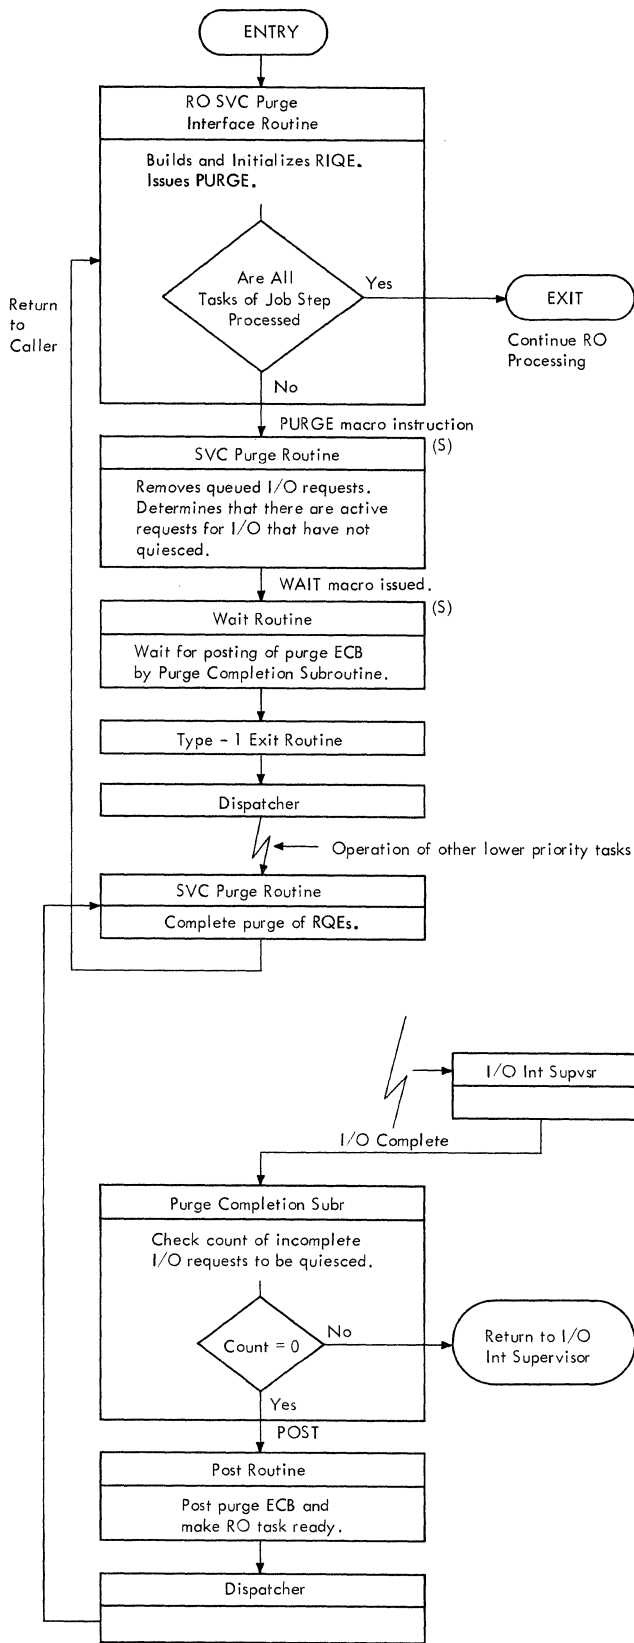 ENTRY
RO SVC Purge
Interface Routine
Builds and Initializes RIQE.
Issues PURGE.
Are All
Tasks of Job Step
Processed
Yes
EXIT
Continue RO
Processing
Return
to
Caller
No
PURGE macro instruction
(S)
SVC Purge Routine
Removes queued I/O requests.
Determines that there are active
requests for I/O that have not
quiesced.
WAIT macro issued.
(S)
Wait Routine
Wait for posting of purge ECB
by Purge Completion Subroutine.
Type - 1 Exit Routine
Dispatcher
Operation of other lower priority tasks
SVC Purge Routine
Complete purge of RQEs.
I/O Int Supvsr
I/O Complete
Purge Completion Subr
Check count of incomplete
I/O requests to be quiesced.
Count = 0
No
Return to I/O
Int Supervisor
Yes
POST
Post Routine
Post purge ECB and
make RO task ready.
Dispatcher